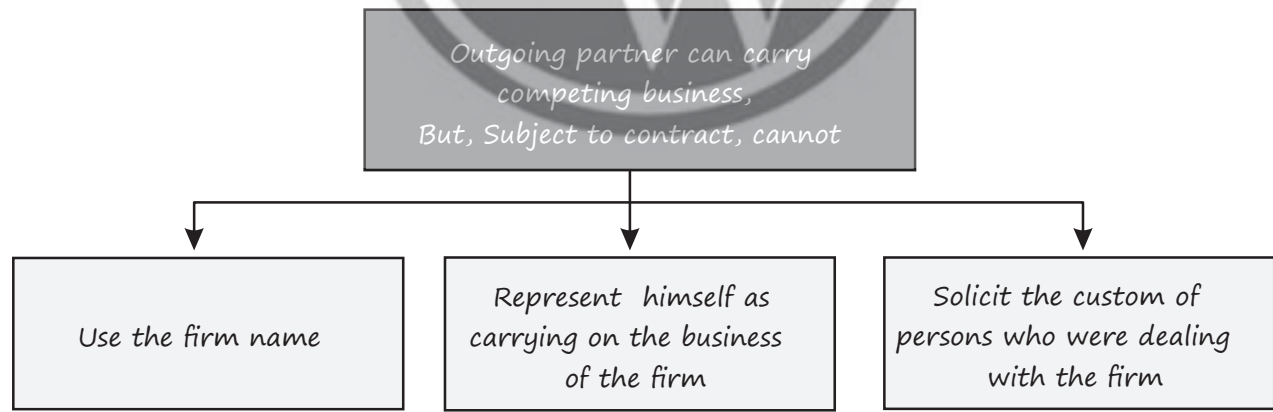 Outgoing partner can carry
competing business,
But, Subject to contract, cannot
Use the firm name
Represent himself as
carrying on the business
of the firm
Solicit the custom of
persons who were dealing
with the firm